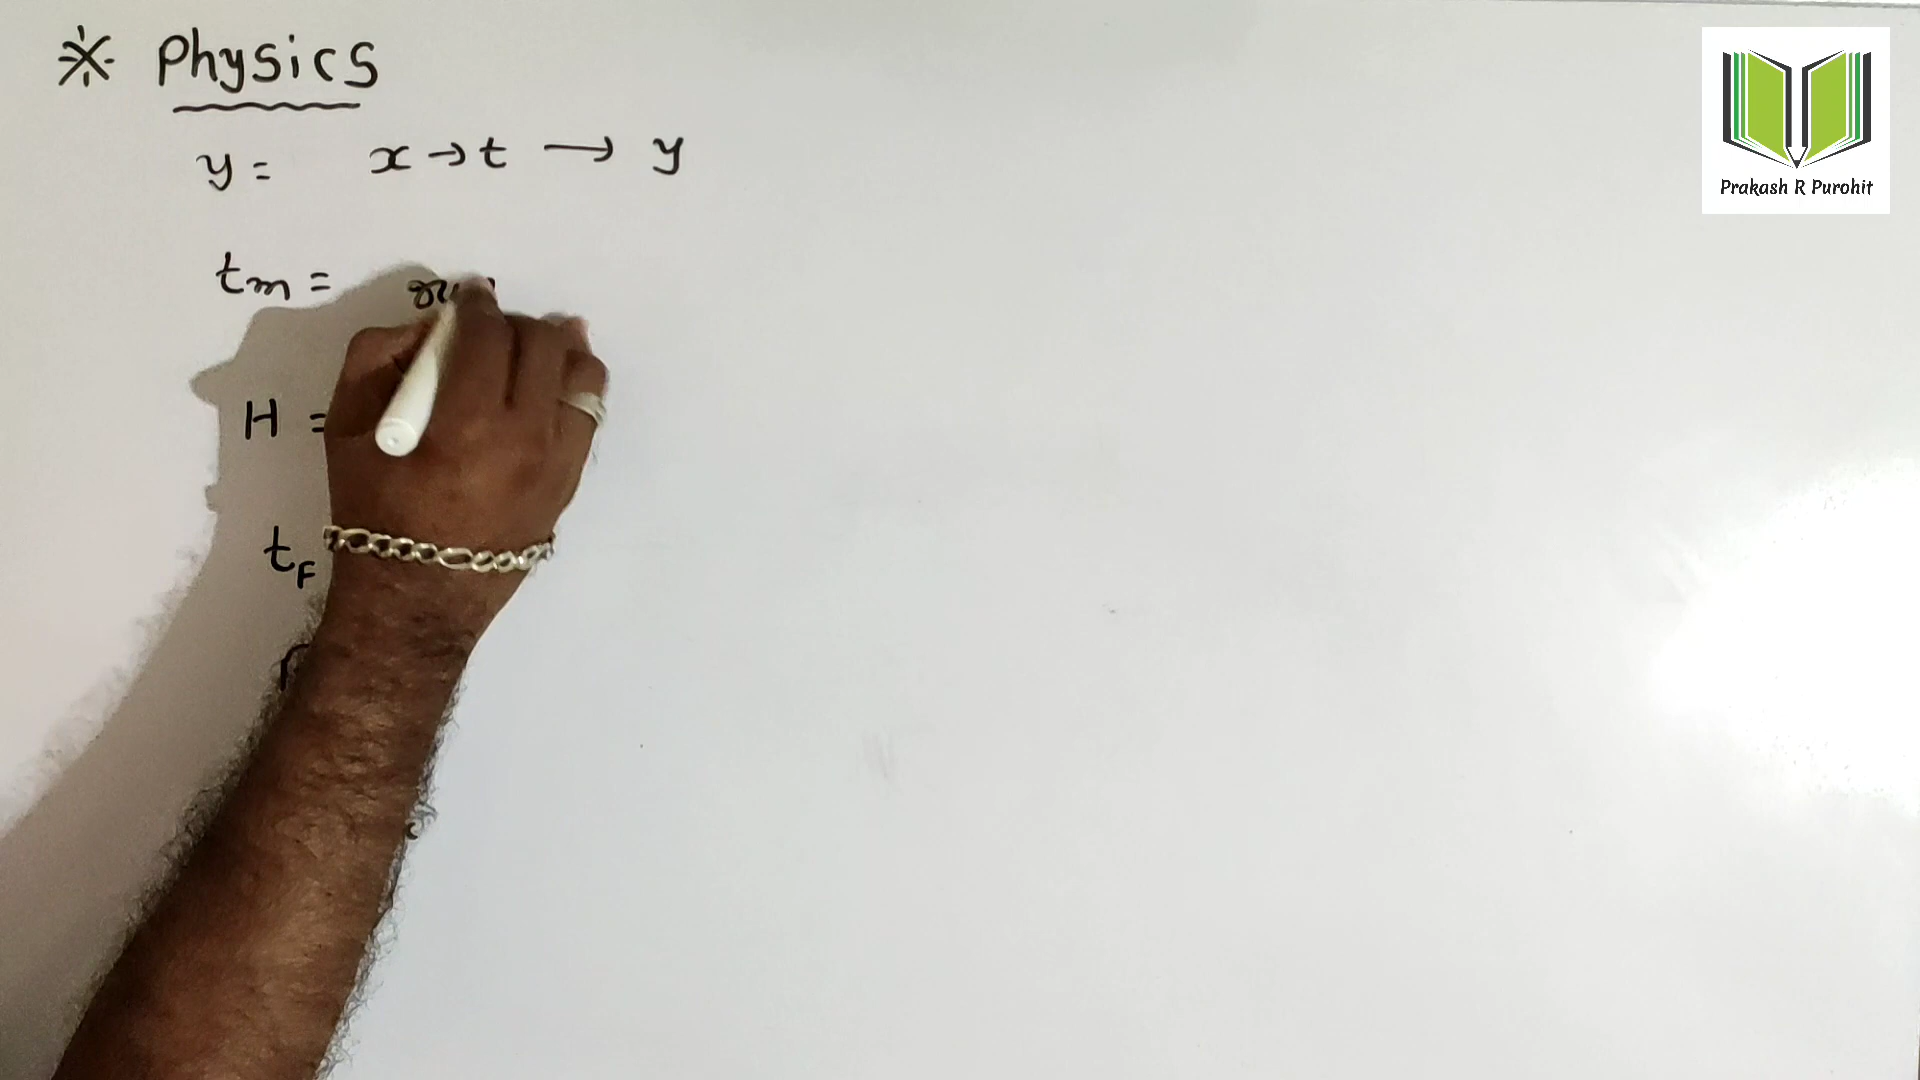 ※ Physics
y = x → t → y
tm =
H =
tF
Prakash R Purohit